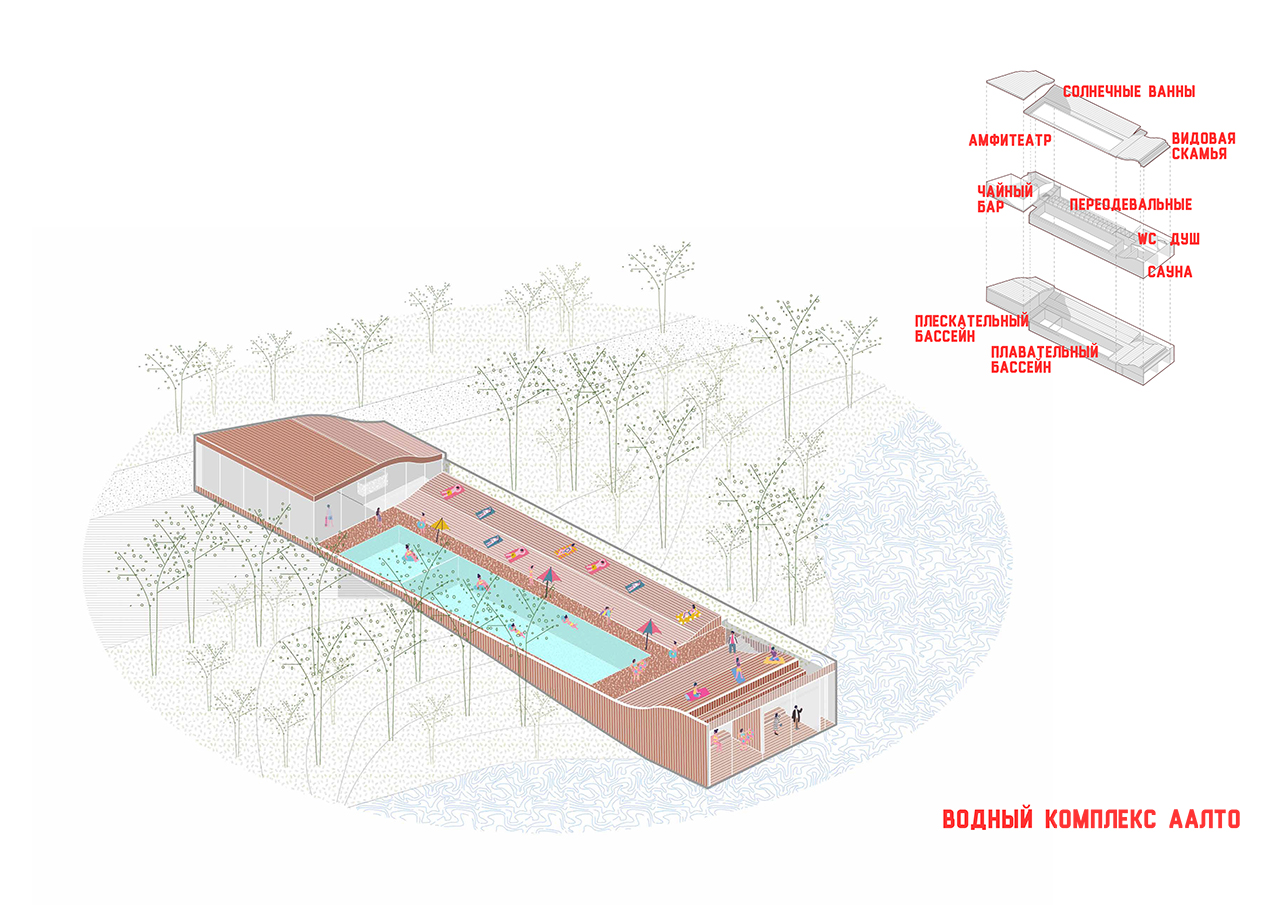 СОЛНЕЧНЫЕ ВАННЫ
АМФИТЕАТР
ВИДОВАЯ
СКАМЬЯ
ЧАЙНЫЙ
БАР
ПЕРЕОДЕВАЛЬНЫЕ
WC ДУШ
САУНА
ПЛЕСКАТЕЛЬНЫЙ
БАССЕЙН
ПЛАВАТЕЛЬНЫЙ
БАССЕЙН
ВОДНЫЙ КОМПЛЕКС ААЛТО